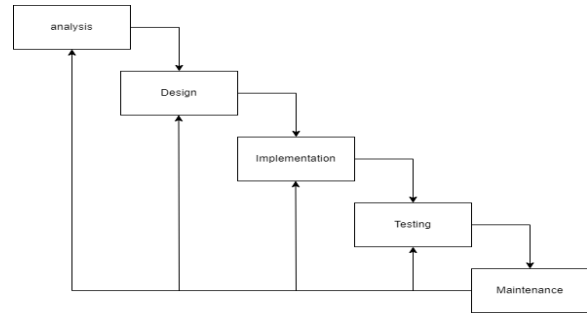 analysis
Design
Implementation
Testing
Maintenance